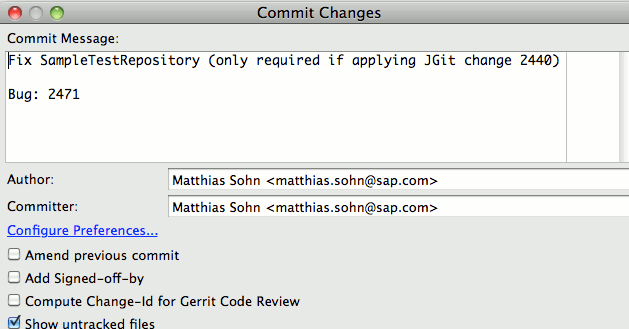 Commit Changes
Commit Message:
Fix SampleTestRepository (only required if applying JGit change 2440)
Bug: 2471
Author:
Matthias Sohn <matthias.sohn@sap.com>
Committer:
Matthias Sohn <matthias.sohn@sap.com>
Configure Preferences...
Amend previous commit
Add Signed-off-by
Compute Change-Id for Gerrit Code Review
Show untracked files